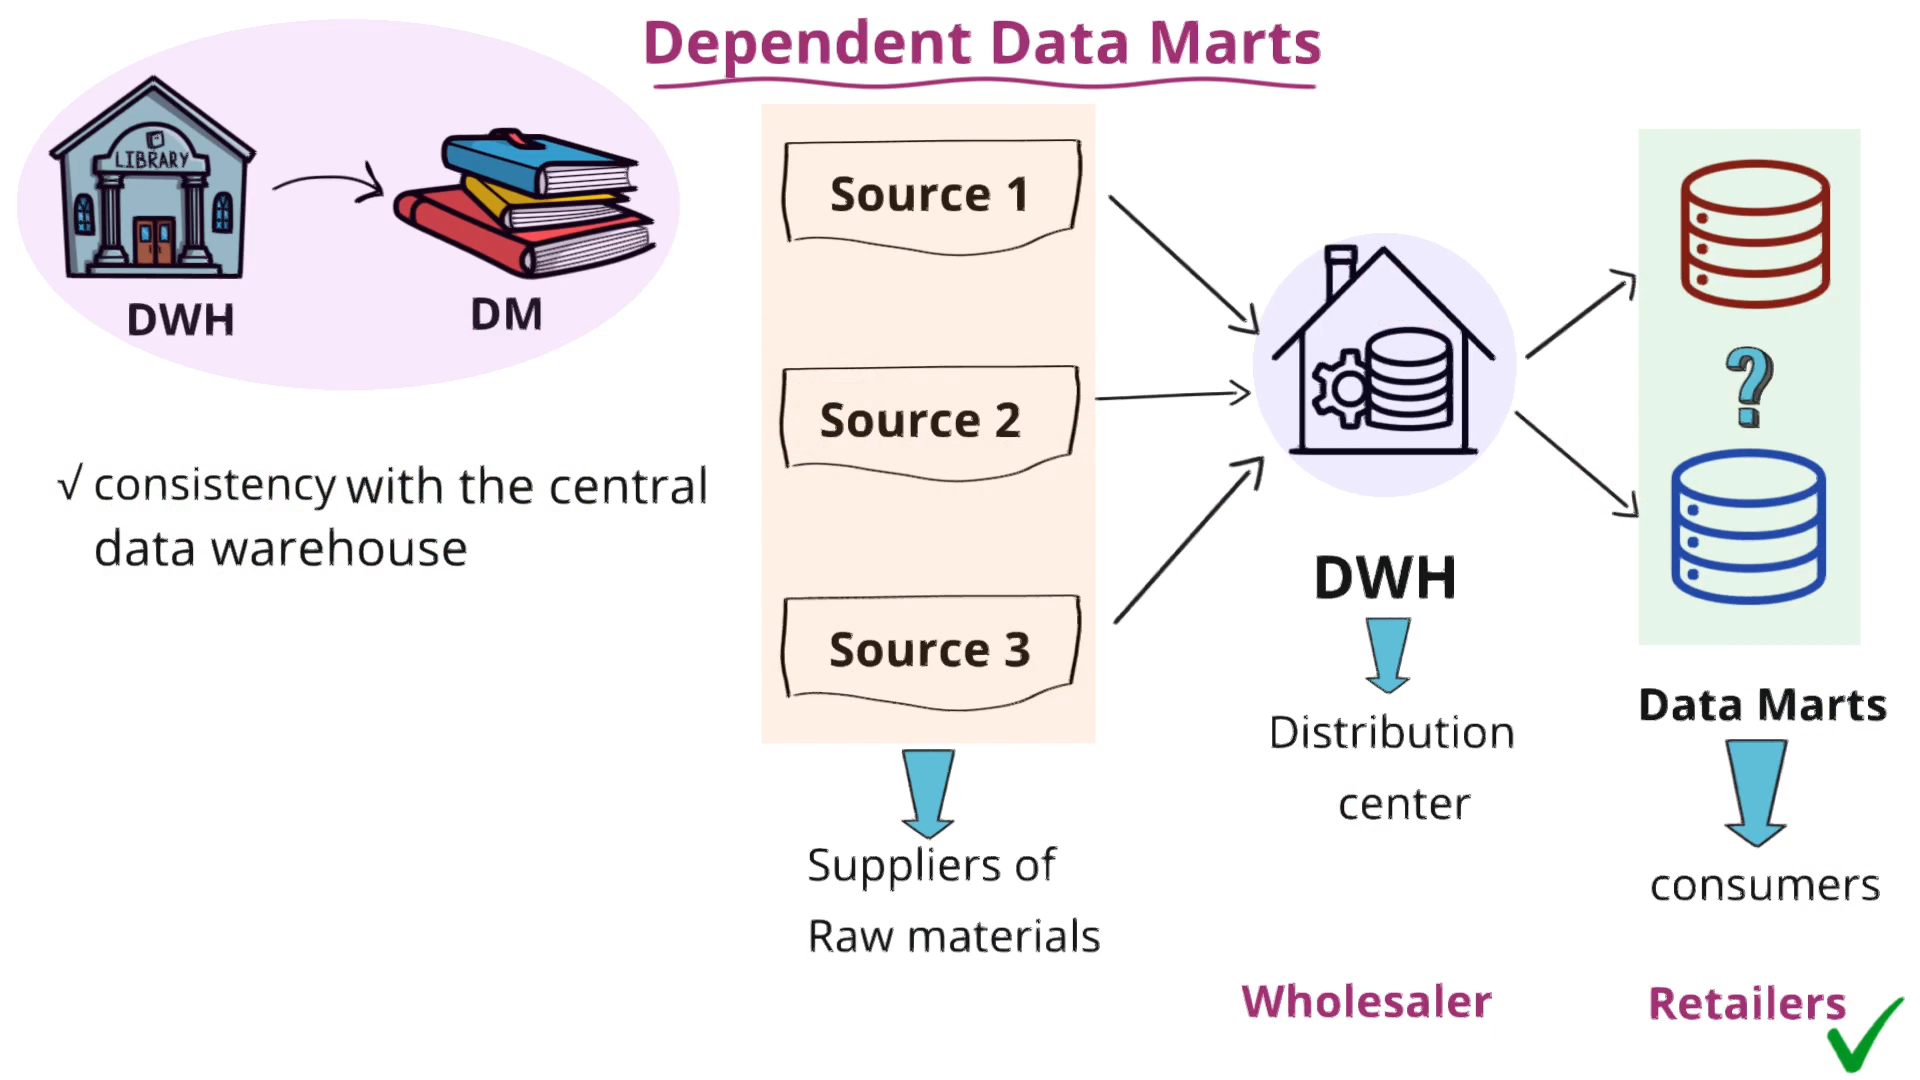 Dependent Data Marts
LIBRARY
DWH
DM
√ consistency with the central
data warehouse
Source 1
Source 2
Source 3
Suppliers of
Raw materials
DWH
Distribution
center
Wholesaler
?
Data Marts
consumers
Retailers